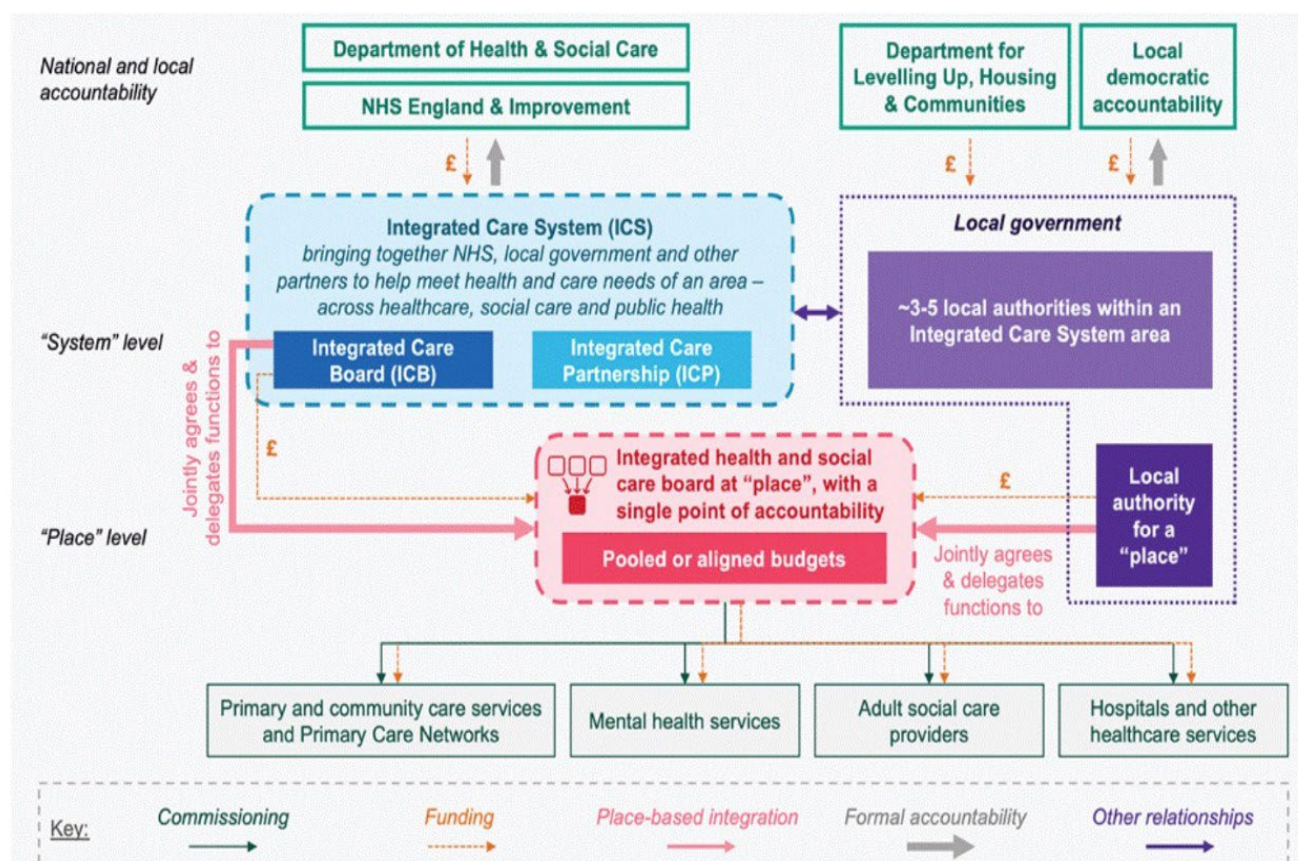 National and local
accountability
Department of Health & Social Care
NHS England & Improvement
Department for
Levelling Up, Housing
& Communities
Local
democratic
accountability
£
£
£
Integrated Care System (ICS)
bringing together NHS, local government and other
partners to help meet health and care needs of an area –
across healthcare, social care and public health
Integrated Care
Board (ICB)
Integrated Care
Partnership (ICP)
Local government
~3-5 local authorities within an
Integrated Care System area
"System" level
Jointly agrees &
delegates functions to
£
Integrated health and social
care board at "place", with a
single point of accountability
Pooled or aligned budgets
£
Local
authority
for a
"place"
"Place" level
Jointly agrees
& delegates
functions to
Primary and community care services
and Primary Care Networks
Mental health services
Adult social care
providers
Hospitals and other
healthcare services
Key:
Commissioning
Funding
Place-based integration
Formal accountability
Other relationships